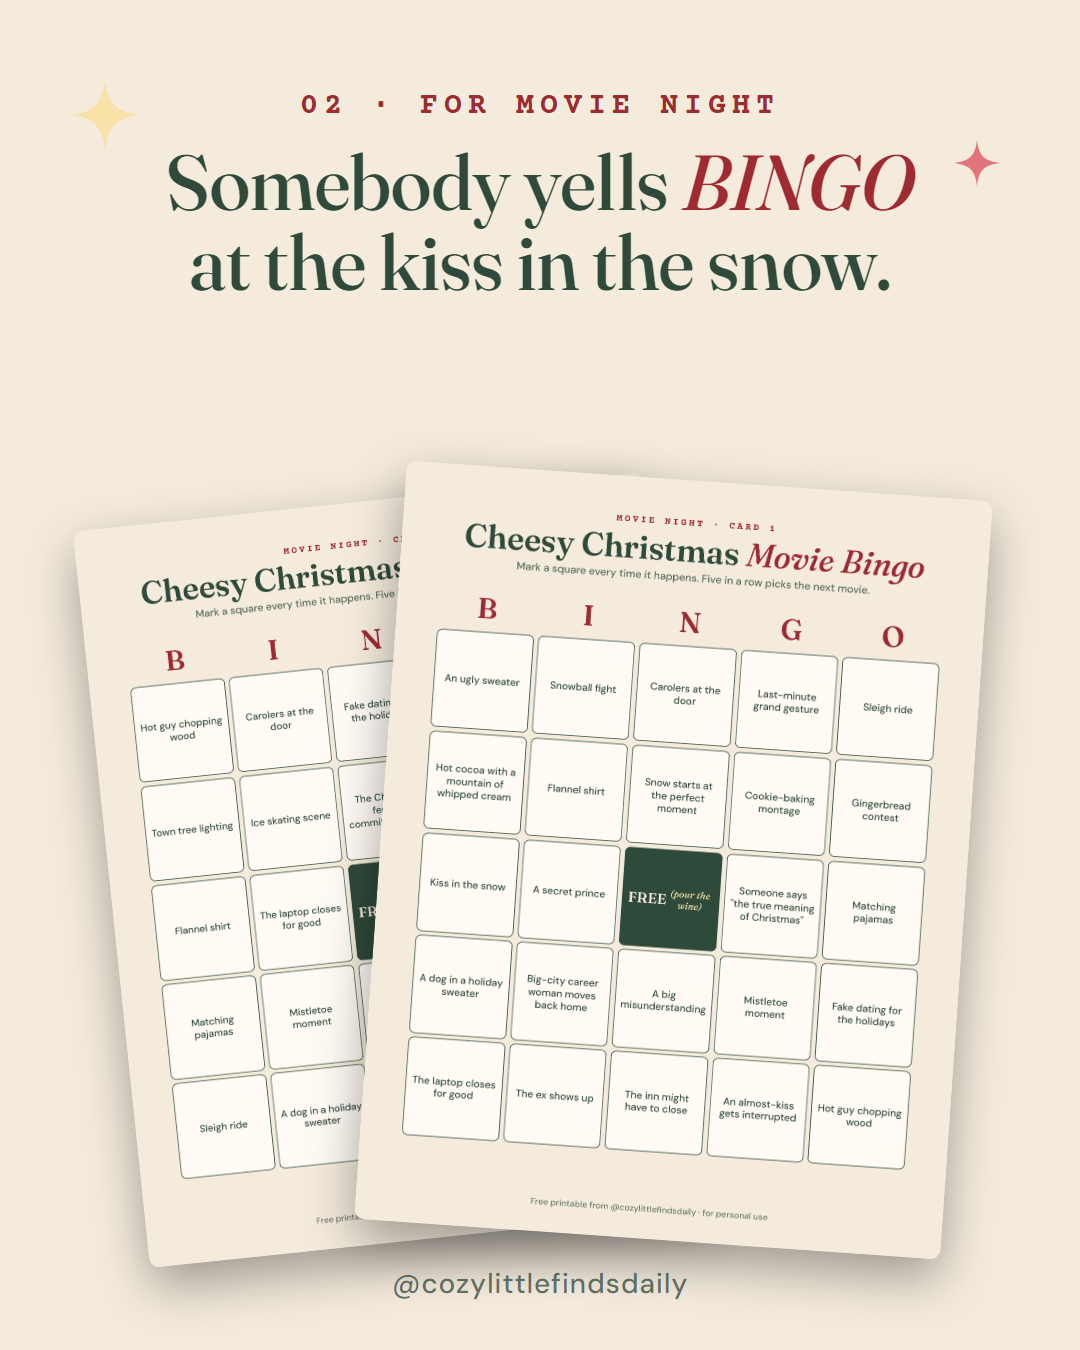 02 · FOR MOVIE NIGHT
Somebody yells BINGO
at the kiss in the snow.
MOVIE NIGHT ·
Cheesy Christmas
Mark a square every time it happens. Five
B I N
Hot guy chopping
wood
Carolers at the
door
Fake
the
Town tree lighting
Ice skating scene
The
Flannel shirt
The laptop closes
for good
Matching
pajamas
Mistletoe
moment
Sleigh ride
A dog in a holiday
sweater
Free
MOVIE NIGHT · CARD 1
Cheesy Christmas Movie Bingo
Mark a square every time it happens. Five in a row picks the next movie.
B I N G O
An ugly sweater
Snowball fight
Carolers at the
door
Last-minute
grand gesture
Sleigh ride
Hot cocoa with a
mountain of
whipped cream
Flannel shirt
Snow starts at
the perfect
moment
Cookie-baking
montage
Gingerbread
contest
Kiss in the snow
A secret prince
FREE (pour the
wine)
Someone says
"the true meaning
of Christmas"
Matching
pajamas
A dog in a holiday
sweater
Big-city career
woman moves
back home
A big
misunderstanding
Mistletoe
moment
Fake dating for
the holidays
The laptop closes
for good
The ex shows up
The inn might
have to close
An almost-kiss
gets interrupted
Hot guy chopping
wood
Free printable from @cozylittlefindsdaily · for personal use
@cozylittlefindsdaily